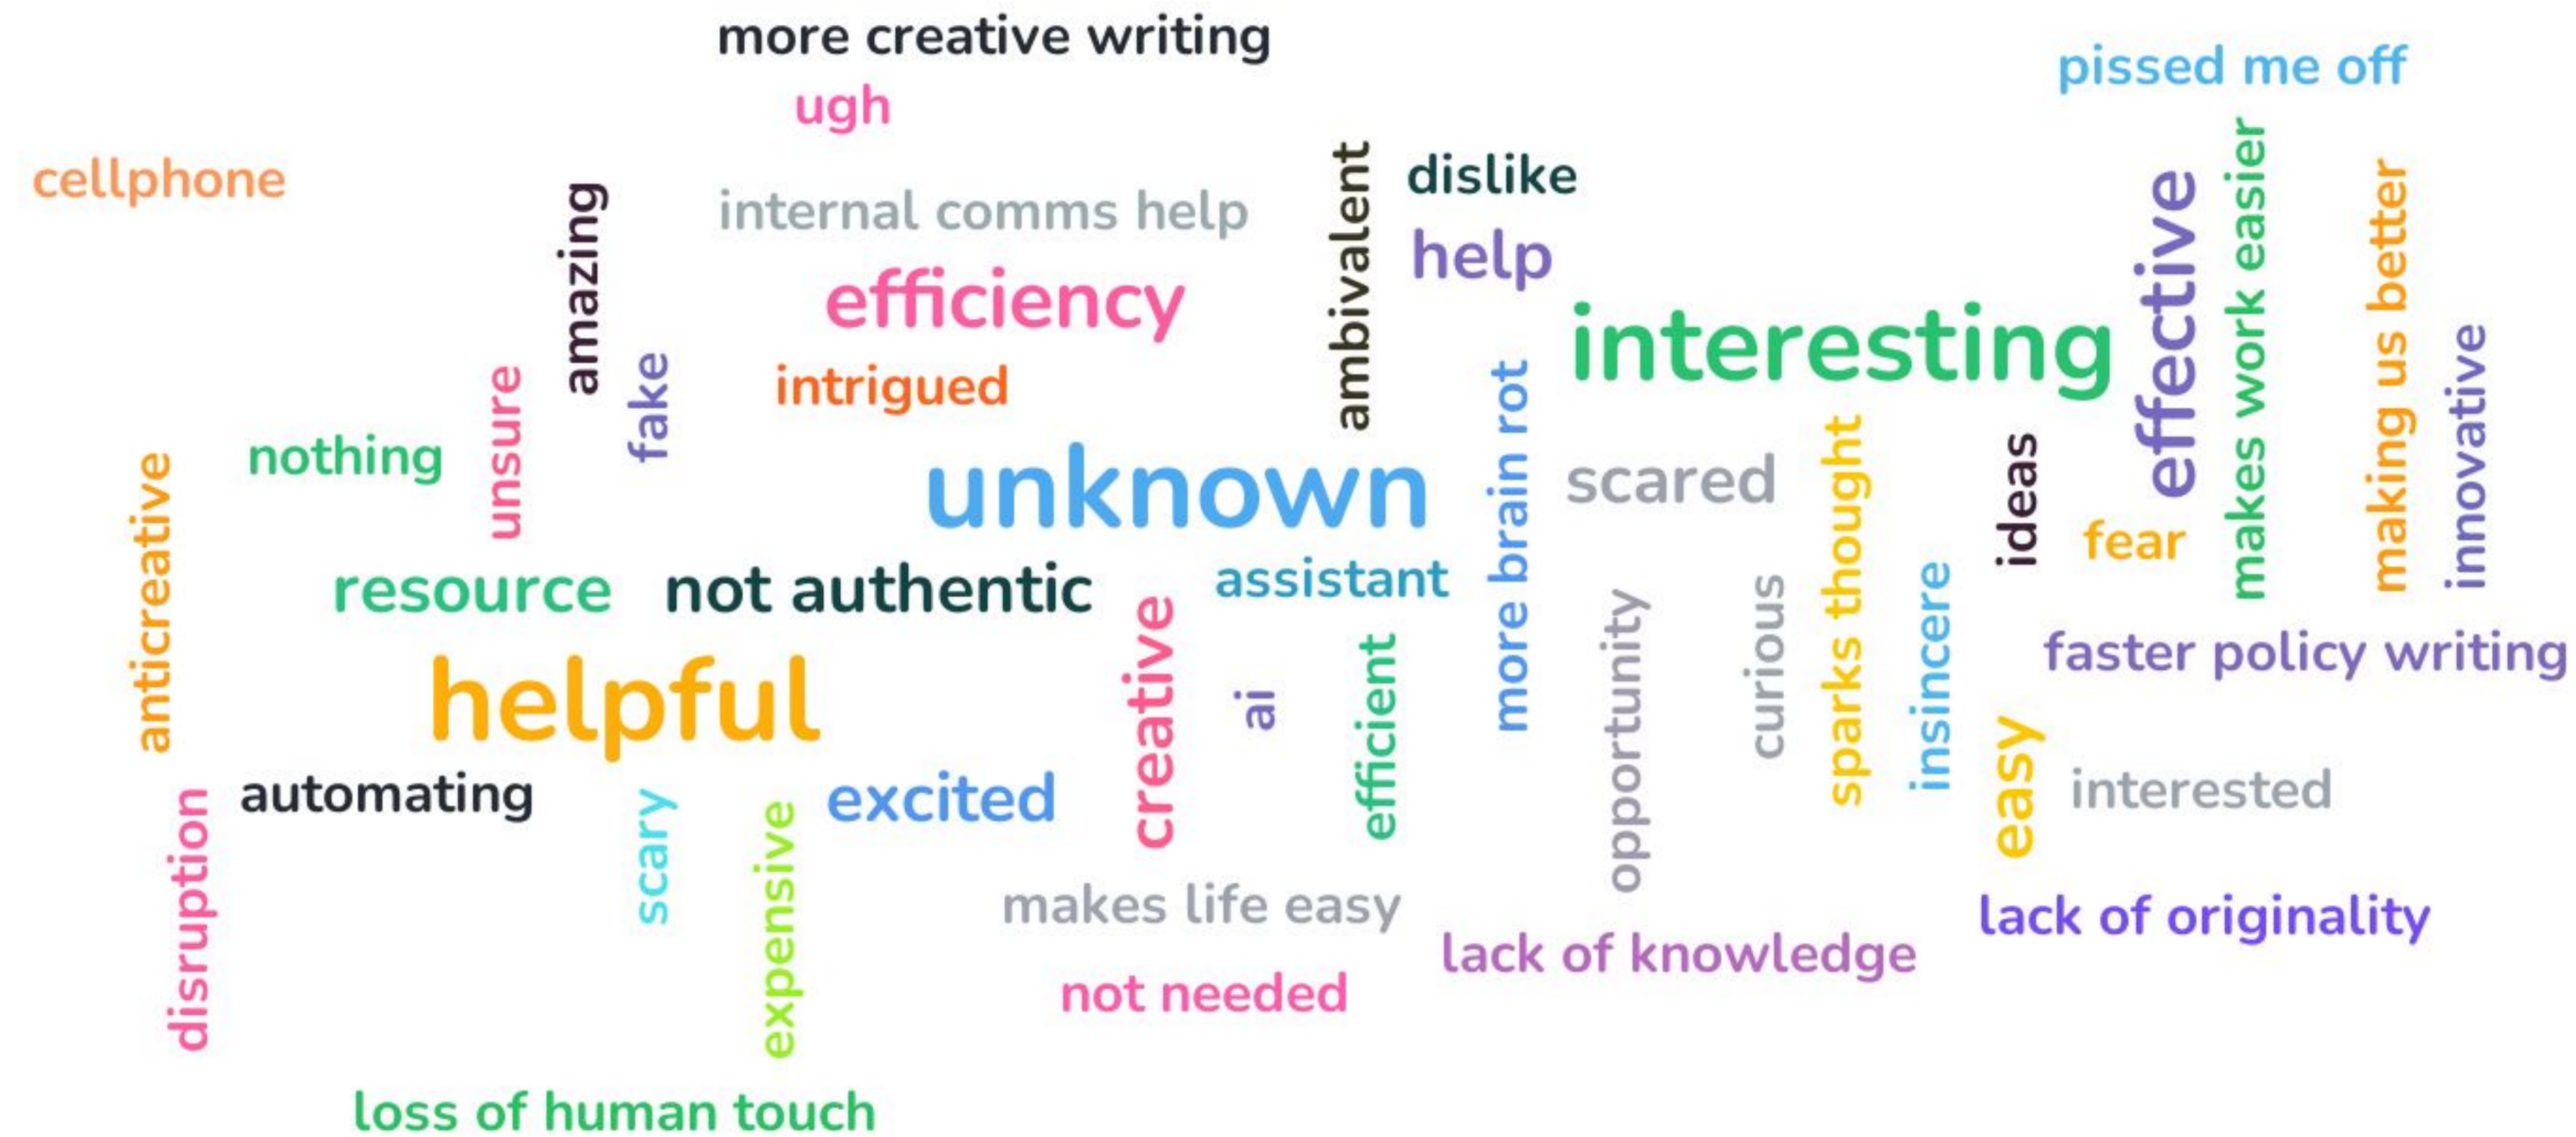 more creative writing
pissed me off
ugh
cellphone
dislike
internal comms help
amazing
ambivalent
help
efficiency
interesting
effective
makes work easier
making us better
innovative
intrigued
fake
unsure
nothing
anticreative
unknown
more brain rot
scared
sparks thought
ideas
fear
resource
not authentic
assistant
creative
efficient
opportunity
curious
insincere
faster policy writing
helpful
ai
easy
interested
automating
excited
scary
expensive
disruption
makes life easy
lack of originality
lack of knowledge
not needed
loss of human touch